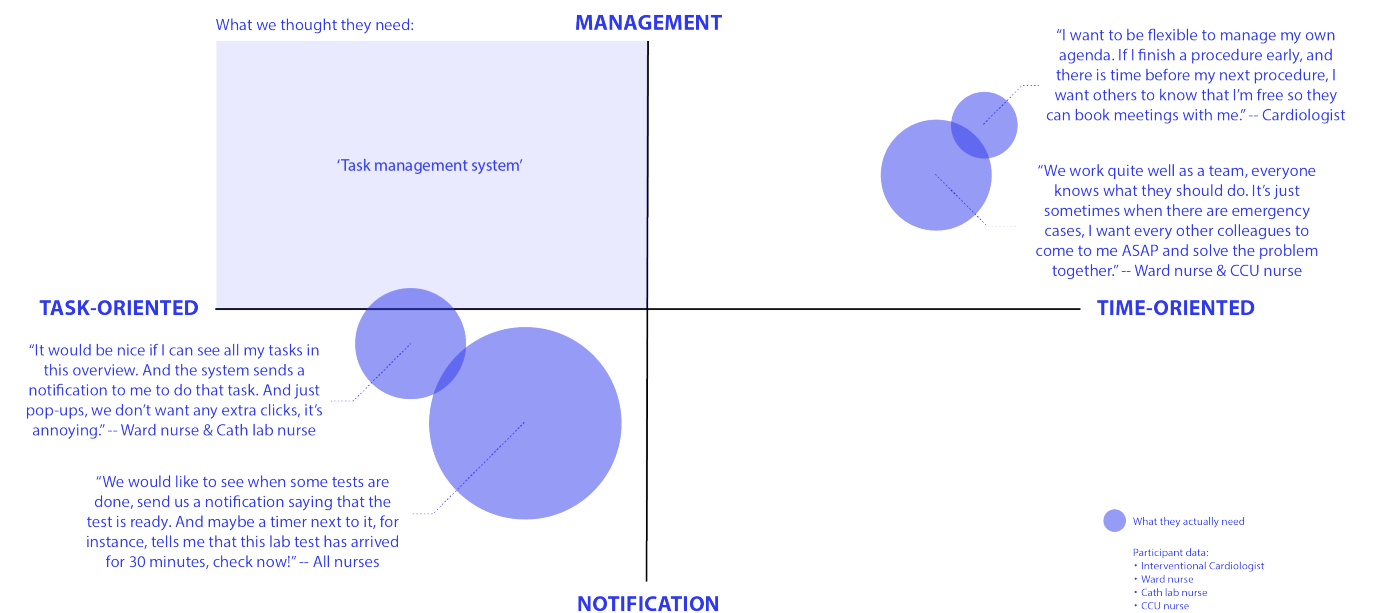 What we thought they need:
MANAGEMENT
“I want to be flexible to manage my own
agenda. If I finish a procedure early, and
there is time before my next procedure, I
want others to know that I’m free so they
can book meetings with me.” -- Cardiologist
‘Task management system’
“We work quite well as a team, everyone
knows what they should do. It’s just
sometimes when there are emergency
cases, I want every other colleagues to
come to me ASAP and solve the problem
together.” -- Ward nurse & CCU nurse
TASK-ORIENTED
TIME-ORIENTED
“It would be nice if I can see all my tasks in
this overview. And the system sends a
notification to me to do that task. And just
pop-ups, we don’t want any extra clicks, it’s
annoying.” -- Ward nurse & Cath lab nurse
“We would like to see when some tests are
done, send us a notification saying that the
test is ready. And maybe a timer next to it, for
instance, tells me that this lab test has arrived
for 30 minutes, check now!” -- All nurses
What they actually need
Participant data:
• Interventional Cardiologist
• Ward nurse
• Cath lab nurse
• CCU nurse
NOTIFICATION